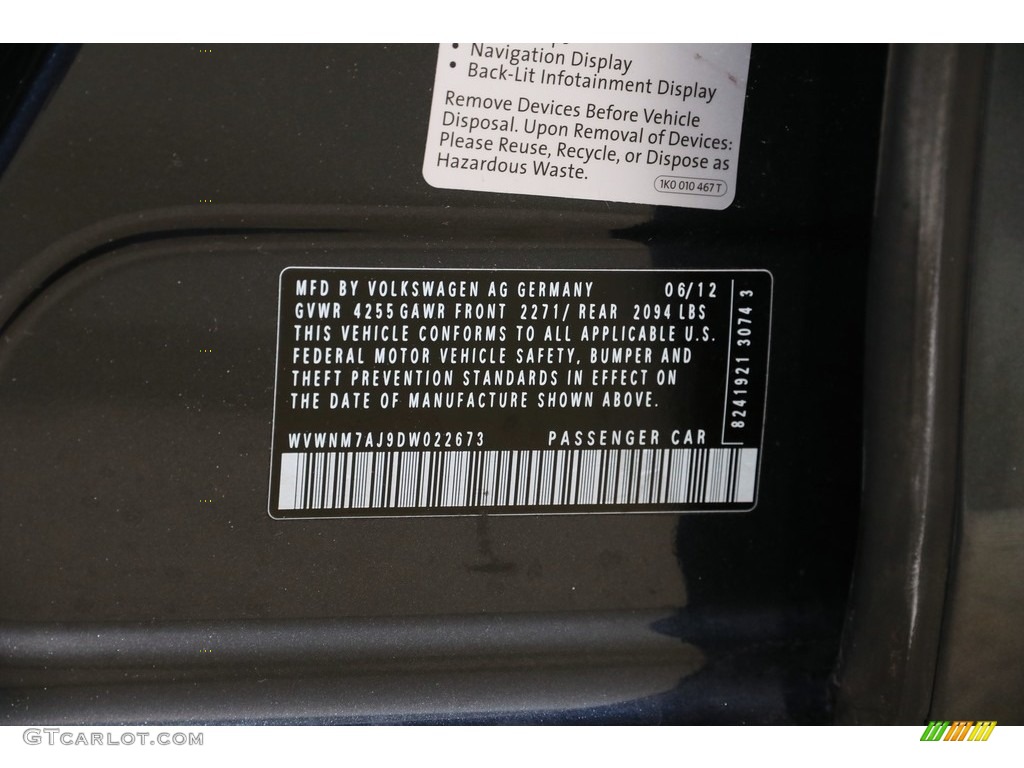 • Navigation Display
• Back-Lit Infotainment Display
Remove Devices Before Vehicle
Disposal. Upon Removal of Devices:
Please Reuse, Recycle, or Dispose as
Hazardous Waste.
1K0 010 467 T
MFD BY VOLKSWAGEN AG GERMANY 06/12
GVWR 4255 GAWR FRONT 2271/ REAR 2094 LBS
THIS VEHICLE CONFORMS TO ALL APPLICABLE U.S.
FEDERAL MOTOR VEHICLE SAFETY, BUMPER AND
THEFT PREVENTION STANDARDS IN EFFECT ON
THE DATE OF MANUFACTURE SHOWN ABOVE.
WVWNM7AJ9DW022673 PASSENGER CAR
8241921 3074 3
GTCarLot.com